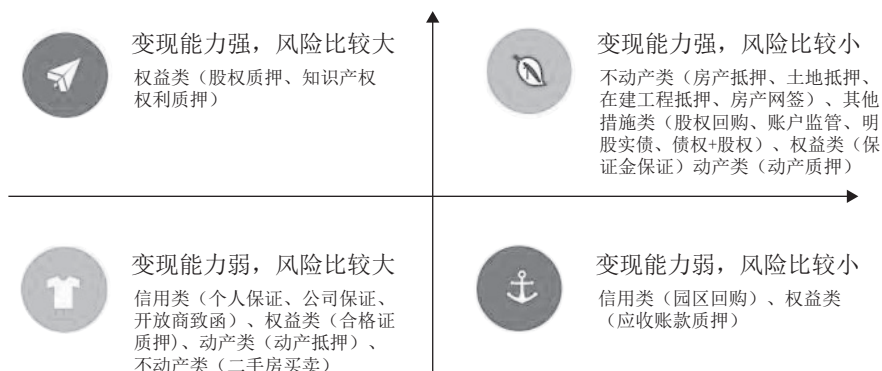 变现能力强，风险比较大
权益类（股权质押、知识产权
权利质押）
变现能力强，风险比较小
不动产类（房产抵押、土地抵押、
在建工程抵押、房产网签）、其他
措施类（股权回购、账户监管、明
股实债、债权+股权）、权益类（保
证金保证）动产类（动产质押）
变现能力弱，风险比较大
信用类（个人保证、公司保证、
开放商致函）、权益类（合格证
质押）、动产类（动产抵押）、
不动产类（二手房买卖）
变现能力弱，风险比较小
信用类（园区回购）、权益类
（应收账款质押）